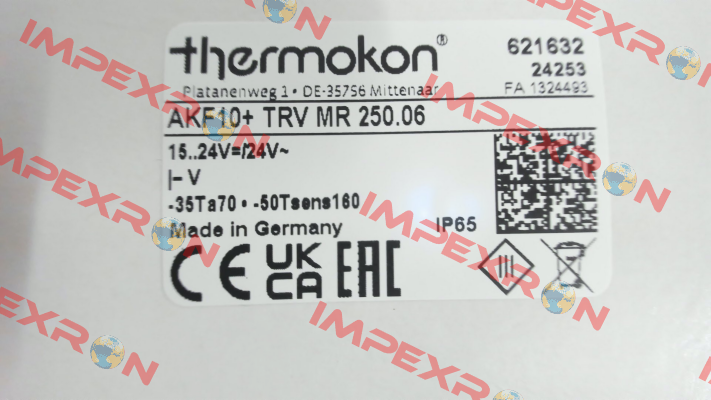 thermokon®
621632
24253
Platanenweg 1 • DE-35756 Mittenaar
FA 1324493
AKF10+ TRV MR 250.06
15..24V=/24V~
|- V
-35Ta70 • -50Tsens160
Made in Germany
IP65
CE UK CA EAC
III
IMPEXRON
IMPEXRON
IMPEXRON
IMPEXRON
IMPEXRON
IMPEXRON